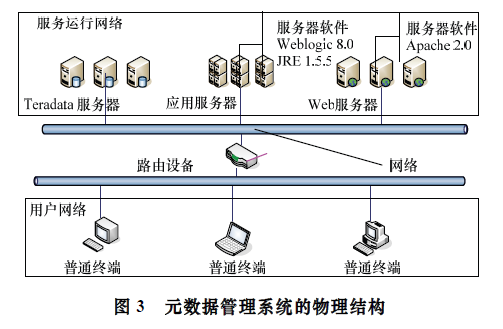 服务运行网络
服务器软件
Weblogic 8.0
JRE 1.5.5
服务器软件
Apache 2.0
Teradata 服务器
应用服务器
Web服务器
路由设备
网络
用户网络
普通终端
普通终端
普通终端
图 3 元数据管理系统的物理结构